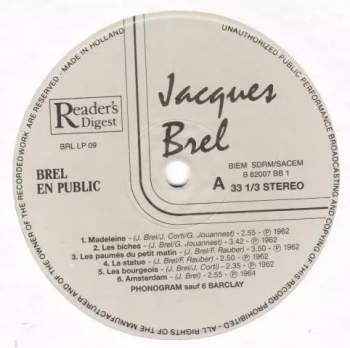 ALL RIGHTS OF THE MANUFACTURER AND OF THE OWNER OF THE RECORDED WORK ARE RESERVED - MADE IN HOLLAND
UNAUTHORIZED PUBLIC PERFORMANCE BROADCASTING AND COPYING OF THIS RECORD PROHIBITED -
Jacques
Brel
Reader's
Digest
BRL LP 09
BREL
EN PUBLIC
BIEM SDRM/SACEM
B 82007 BB 1
A 33 1/3 STEREO
1. Madeleine - (J. Brel/J. Corti/G. Jouannest) - 2.55 - ℗ 1962
2. Les biches - (J. Brel/G. Jouannest) - 3.42 - ℗ 1962
3. Les paumés du petit matin - (J. Brel/F. Rauber) - 3.50 - ℗ 1962
4. La statue - (J. Brel/F. Rauber) - 2.50 - ℗ 1962
5. Les bourgeois - (J. Brel/J. Corti) - 2.35 - ℗ 1962
6. Amsterdam - (J. Brel) - 2.55 - ℗ 1964
PHONOGRAM sauf 6 BARCLAY